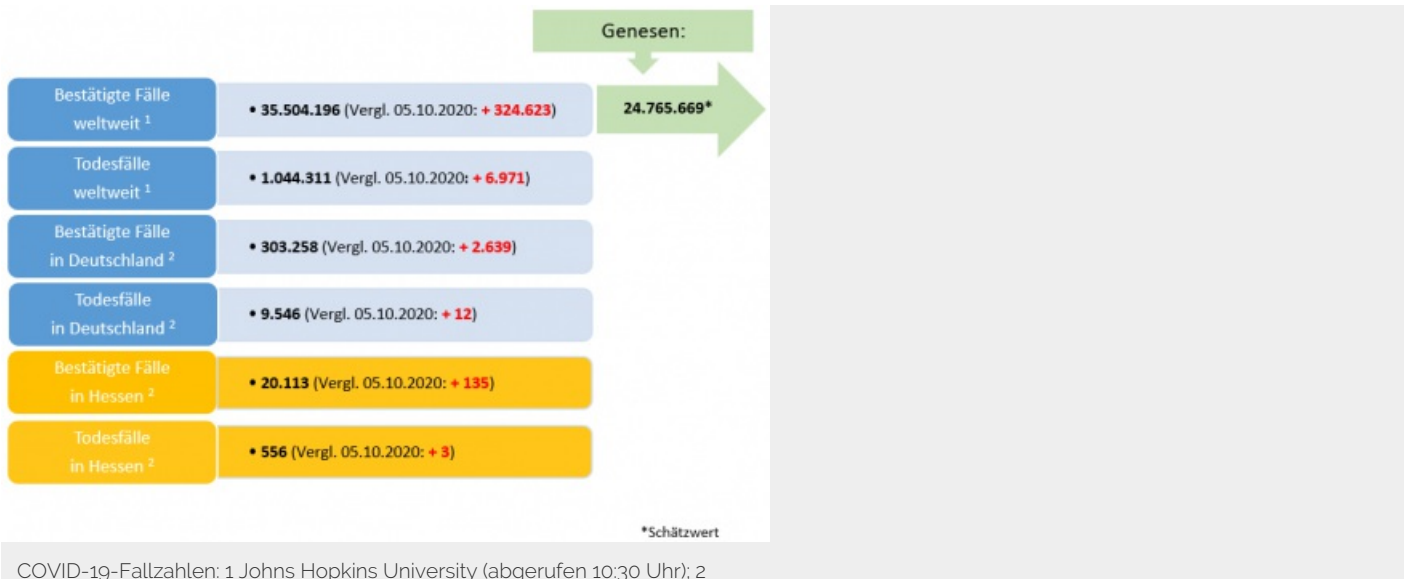 Genesen:
Bestätigte Fälle
weltweit ¹
• 35.504.196 (Vergl. 05.10.2020: + 324.623)
24.765.669*
Todesfälle
weltweit ¹
• 1.044.311 (Vergl. 05.10.2020: + 6.971)
Bestätigte Fälle
in Deutschland ²
• 303.258 (Vergl. 05.10.2020: + 2.639)
Todesfälle
in Deutschland ²
• 9.546 (Vergl. 05.10.2020: + 12)
Bestätigte Fälle
in Hessen ²
• 20.113 (Vergl. 05.10.2020: + 135)
Todesfälle
in Hessen ²
• 556 (Vergl. 05.10.2020: + 3)
*Schätzwert
COVID-19-Fallzahlen: 1 Johns Hopkins University (abgerufen 10:30 Uhr); 2